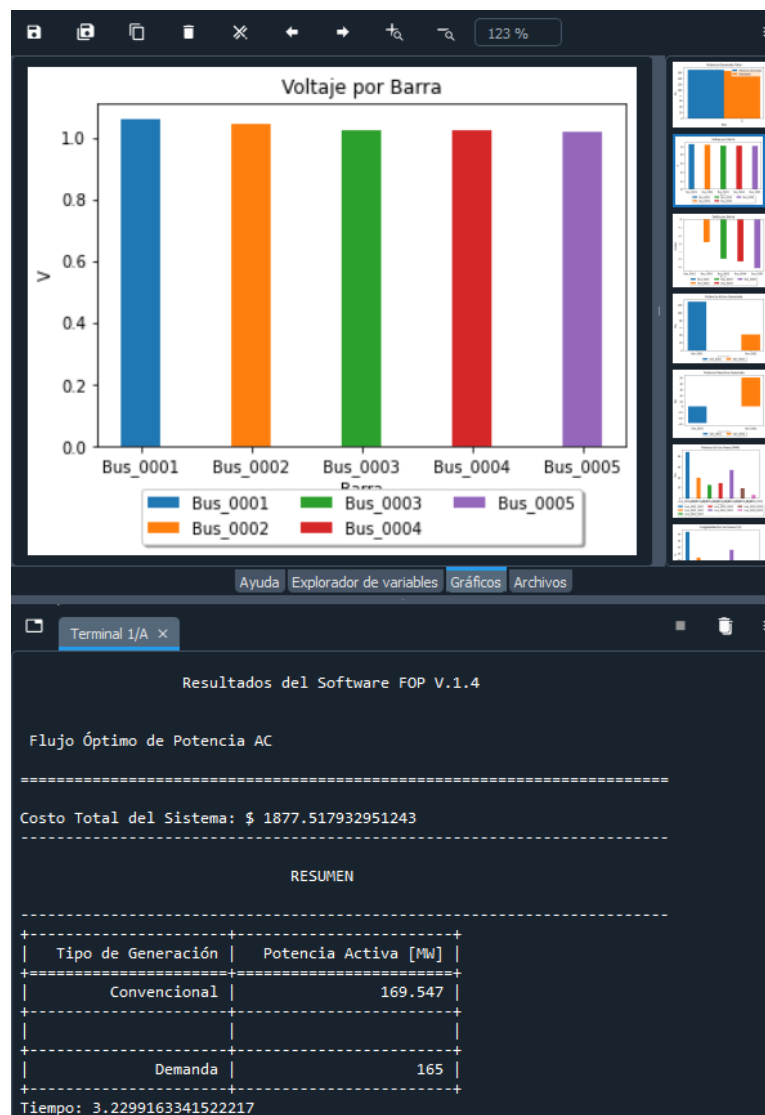 123 %
Voltaje por Barra
1.0
0.8
0.6
0.4
0.2
0.0
V
Bus_0001 Bus_0002 Bus_0003 Bus_0004 Bus_0005
Barra
Bus_0001 Bus_0003 Bus_0005
Bus_0002 Bus_0004
Ayuda Explorador de variables Gráficos Archivos
Terminal 1/A
Resultados del Software FOP V.1.4
Flujo Óptimo de Potencia AC
========================================================================
Costo Total del Sistema: $ 1877.517932951243
------------------------------------------------------------------------
RESUMEN
------------------------------------------------------------------------
+----------------------+------------------------+
| Tipo de Generación | Potencia Activa [MW] |
+======================+========================+
| Convencional | 169.547 |
+----------------------+------------------------+
| | |
+----------------------+------------------------+
| Demanda | 165 |
+----------------------+------------------------+
Tiempo: 3.2299163341522217